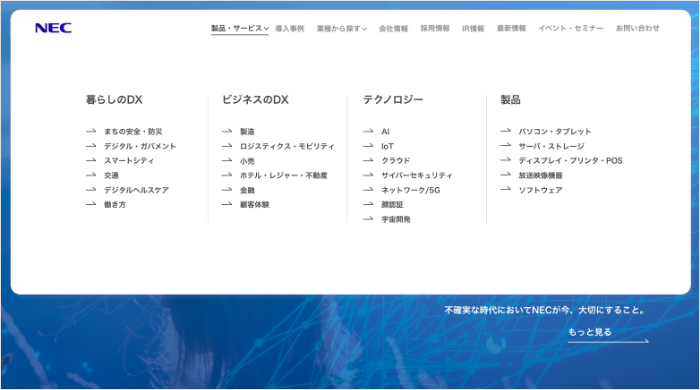 NEC
製品・サービス 導入事例 業種から探す 会社情報 採用情報 IR情報 最新情報 イベント・セミナー お問い合わせ
暮らしのDX
まちの安全・防災
デジタル・ガバメント
スマートシティ
交通
デジタルヘルスケア
働き方
ビジネスのDX
製造
ロジスティクス・モビリティ
小売
ホテル・レジャー・不動産
金融
顧客体験
テクノロジー
AI
IoT
クラウド
サイバーセキュリティ
ネットワーク/5G
顔認証
宇宙開発
製品
パソコン・タブレット
サーバ・ストレージ
ディスプレイ・プリンタ・POS
放送映像機器
ソフトウェア
不確実な時代においてNECが今、大切にすること。
もっと見る